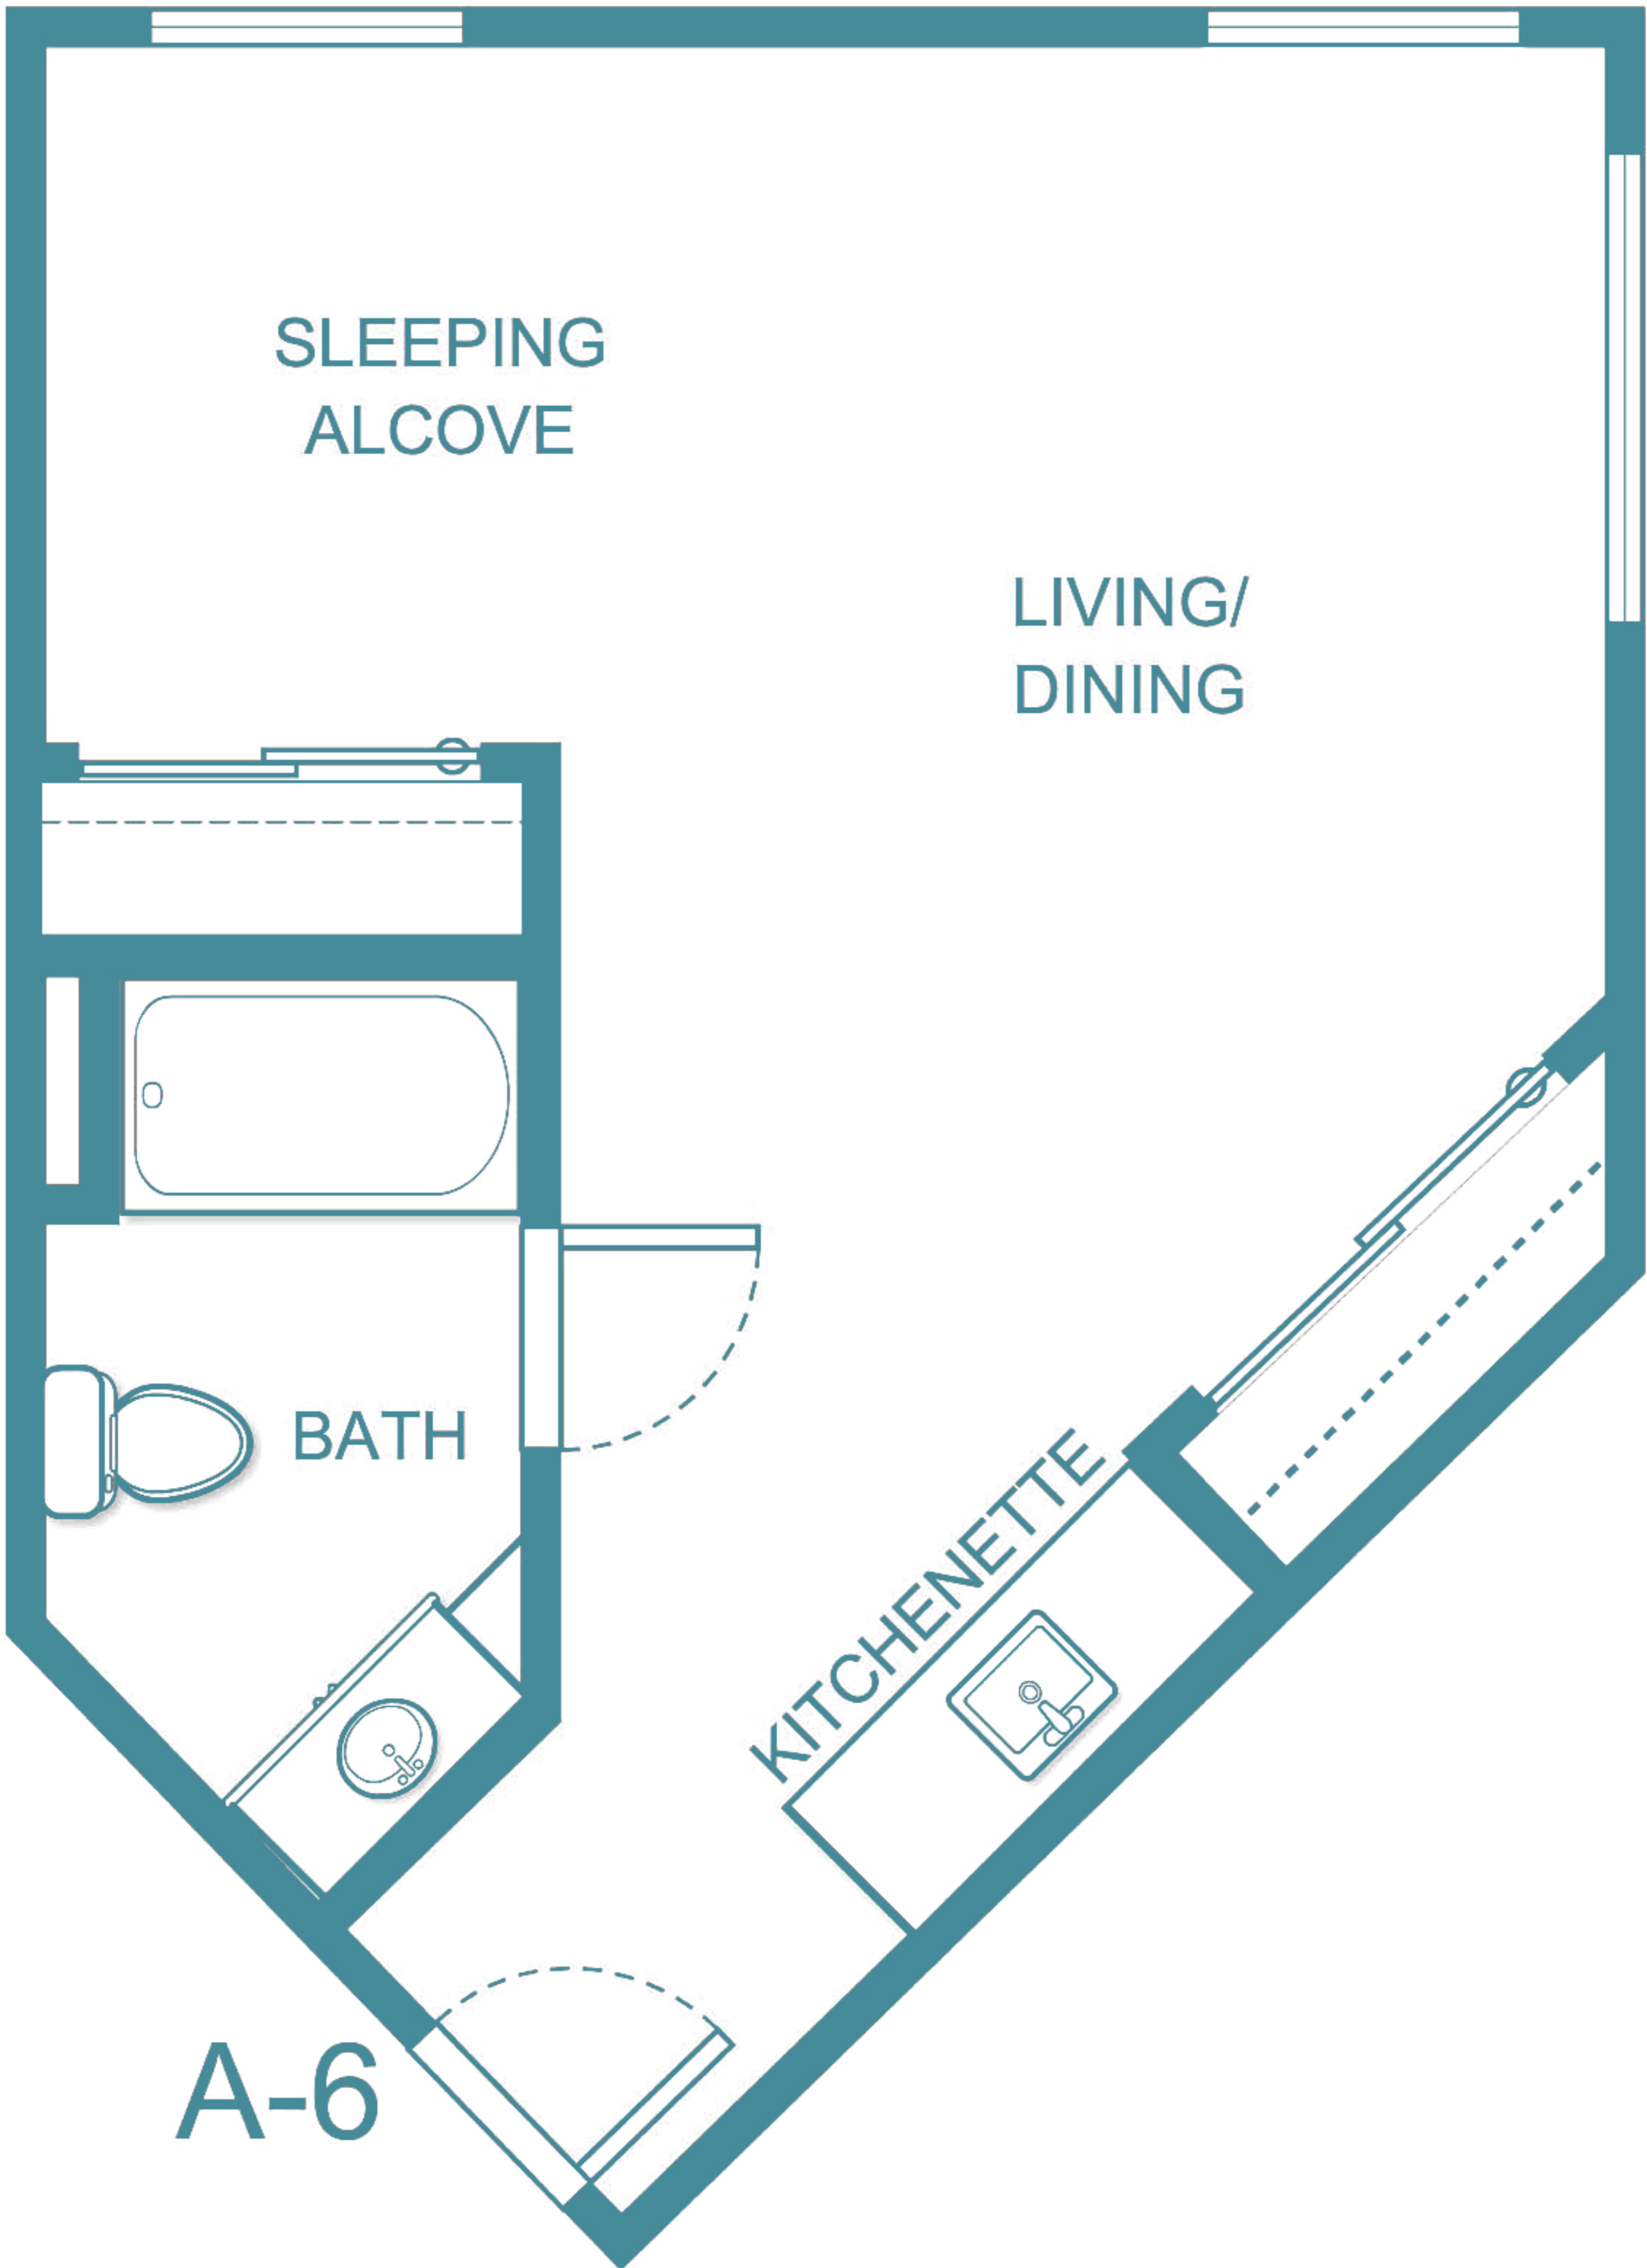 SLEEPING
ALCOVE
LIVING/
DINING
BATH
KITCHENETTE
A-6